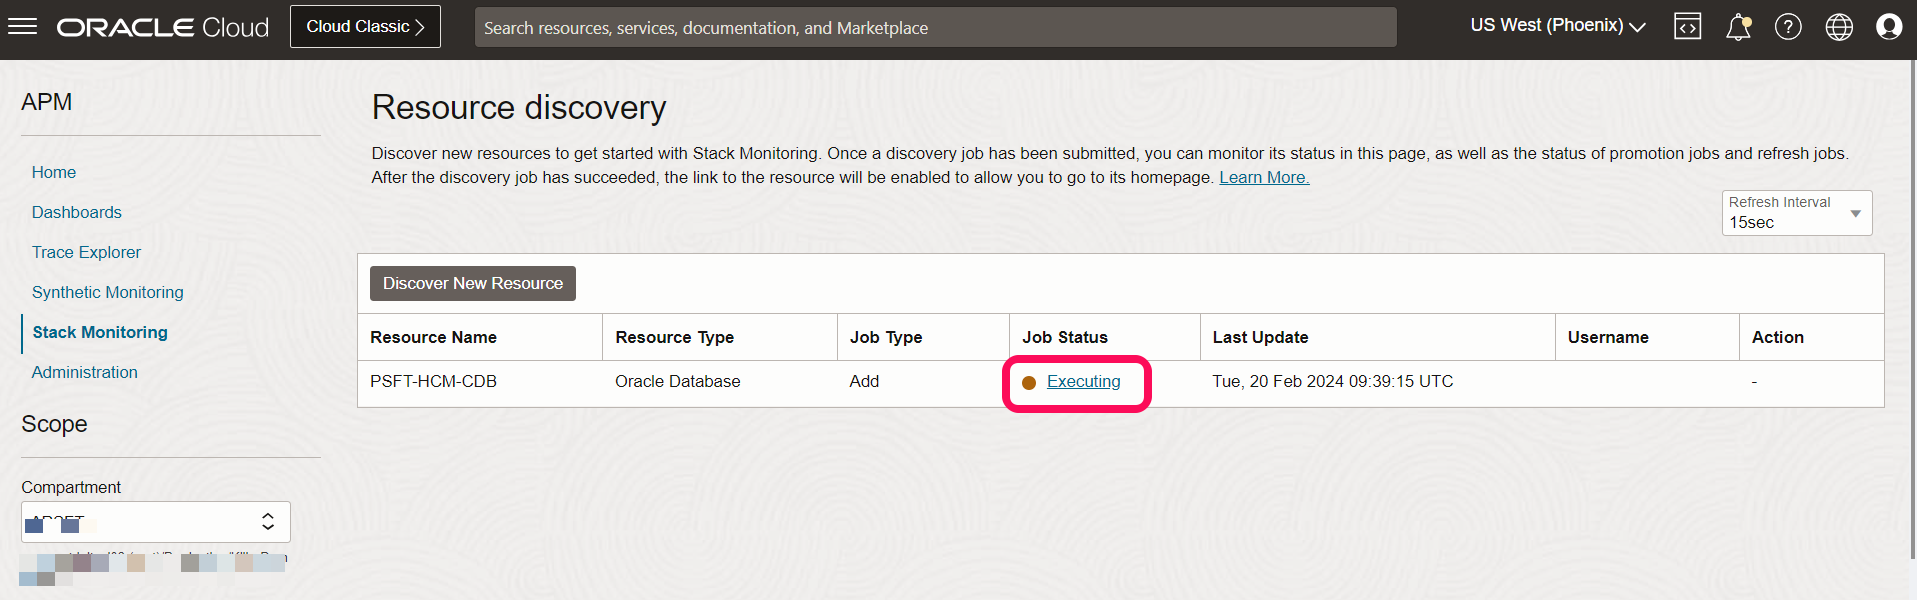 ORACLE Cloud
Cloud Classic
Search resources, services, documentation, and Marketplace
US West (Phoenix)
APM
Home
Dashboards
Trace Explorer
Synthetic Monitoring
Stack Monitoring
Administration
Scope
Compartment
Resource discovery
Discover new resources to get started with Stack Monitoring. Once a discovery job has been submitted, you can monitor its status in this page, as well as the status of promotion jobs and refresh jobs.
After the discovery job has succeeded, the link to the resource will be enabled to allow you to go to its homepage. Learn More.
Refresh Interval
15sec
Discover New Resource
Resource Name Resource Type Job Type Job Status Last Update Username Action
PSFT-HCM-CDB Oracle Database Add Executing Tue, 20 Feb 2024 09:39:15 UTC -